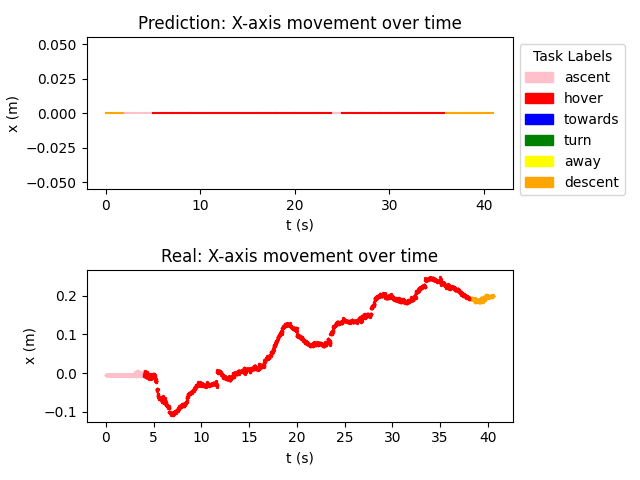 Prediction: X-axis movement over time
0.050
0.025
0.000
−0.025
−0.050
x (m)
0
10
20
30
40
t (s)
Task Labels
ascent
hover
towards
turn
away
descent
Real: X-axis movement over time
0.2
0.1
0.0
−0.1
x (m)
0
5
10
15
20
25
30
35
40
t (s)